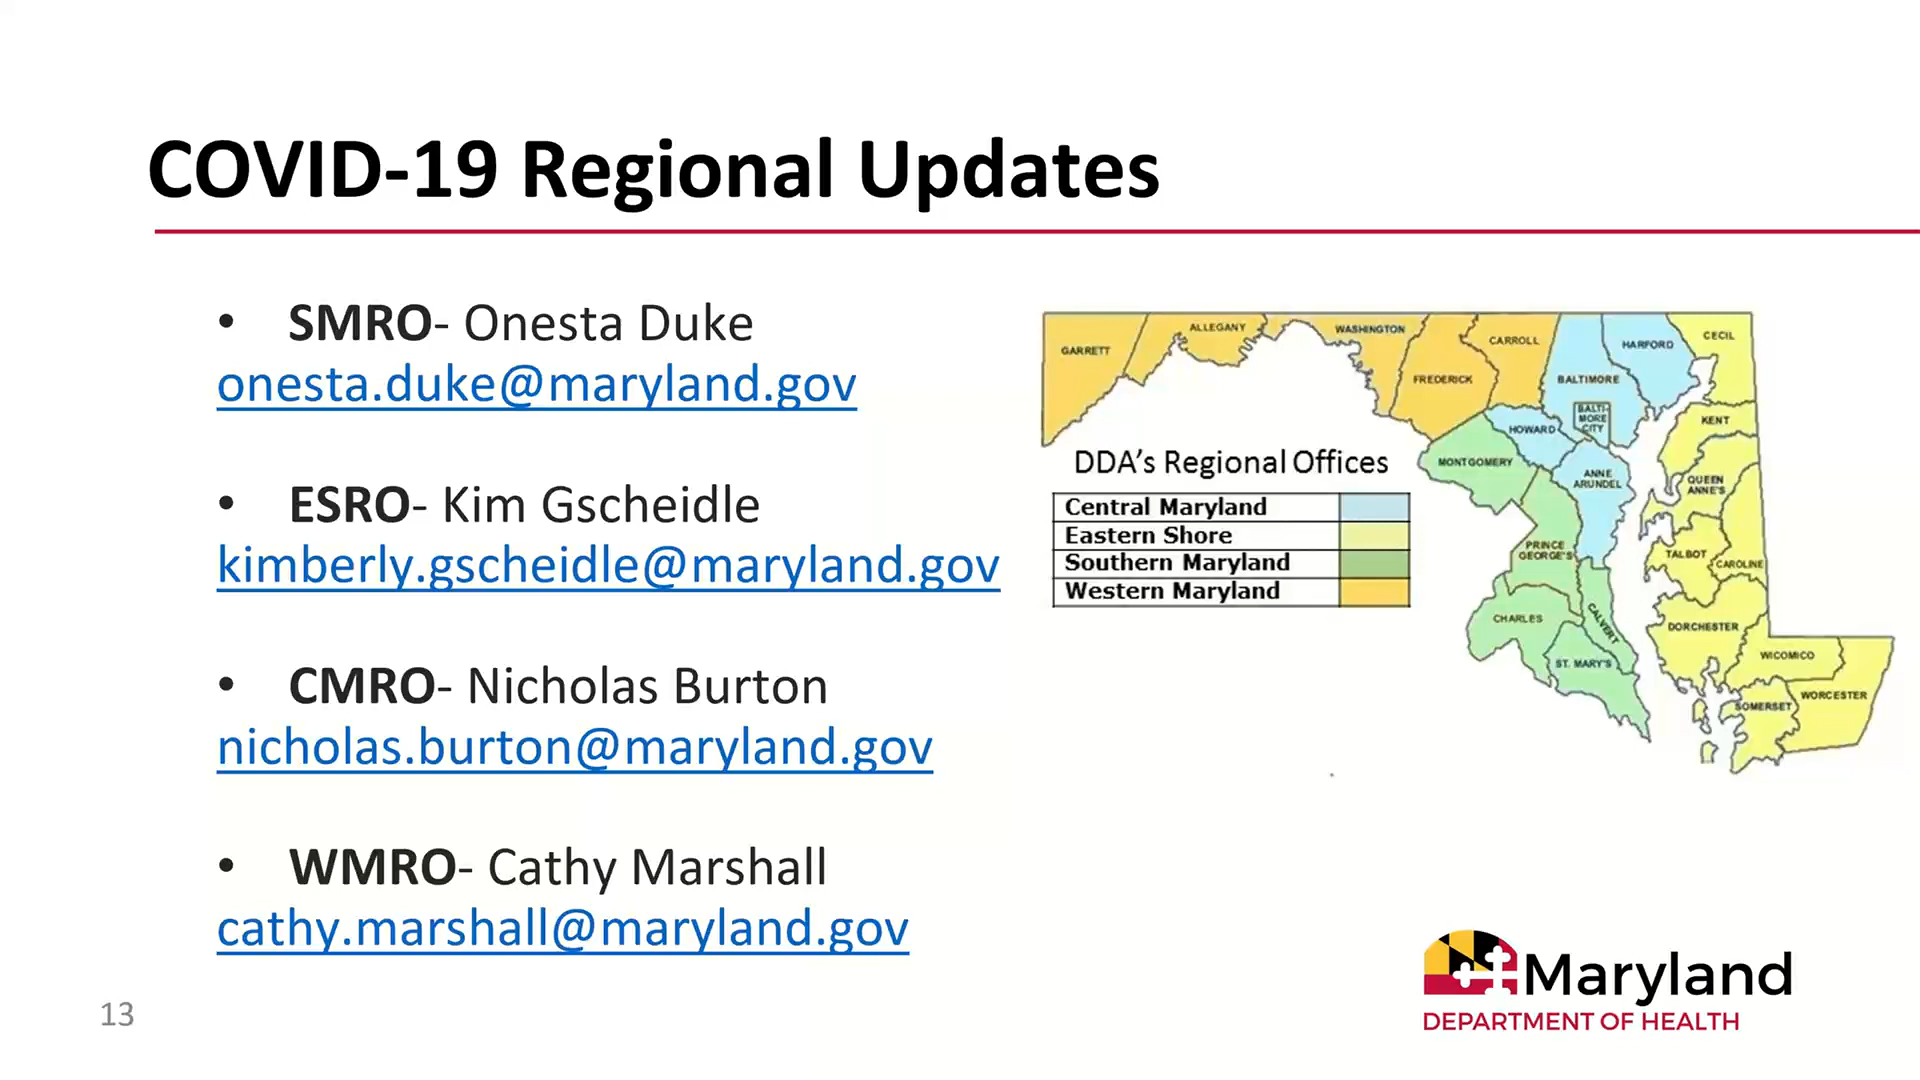 COVID-19 Regional Updates
• SMRO- Onesta Duke
onesta.duke@maryland.gov
• ESRO- Kim Gscheidle
kimberly.gscheidle@maryland.gov
• CMRO- Nicholas Burton
nicholas.burton@maryland.gov
• WMRO- Cathy Marshall
cathy.marshall@maryland.gov
GARRETT
ALLEGANY
WASHINGTON
FREDERICK
CARROLL
BALTIMORE
HARFORD
CECIL
BALTI-
MORE
CITY
HOWARD
KENT
MONTGOMERY
ANNE
ARUNDEL
QUEEN
ANNE'S
PRINCE
GEORGE'S
TALBOT
CAROLINE
CHARLES
CALVERT
DORCHESTER
ST. MARY'S
WICOMICO
WORCESTER
SOMERSET
DDA's Regional Offices
Central Maryland
Eastern Shore
Southern Maryland
Western Maryland
Maryland
DEPARTMENT OF HEALTH
13